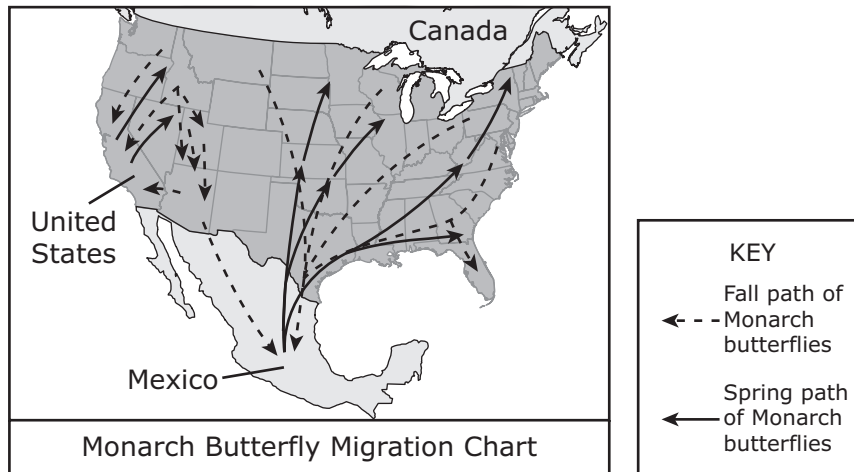 Canada
United
States
Mexico
Monarch Butterfly Migration Chart
KEY
Fall path of
Monarch
butterflies
Spring path
of Monarch
butterflies